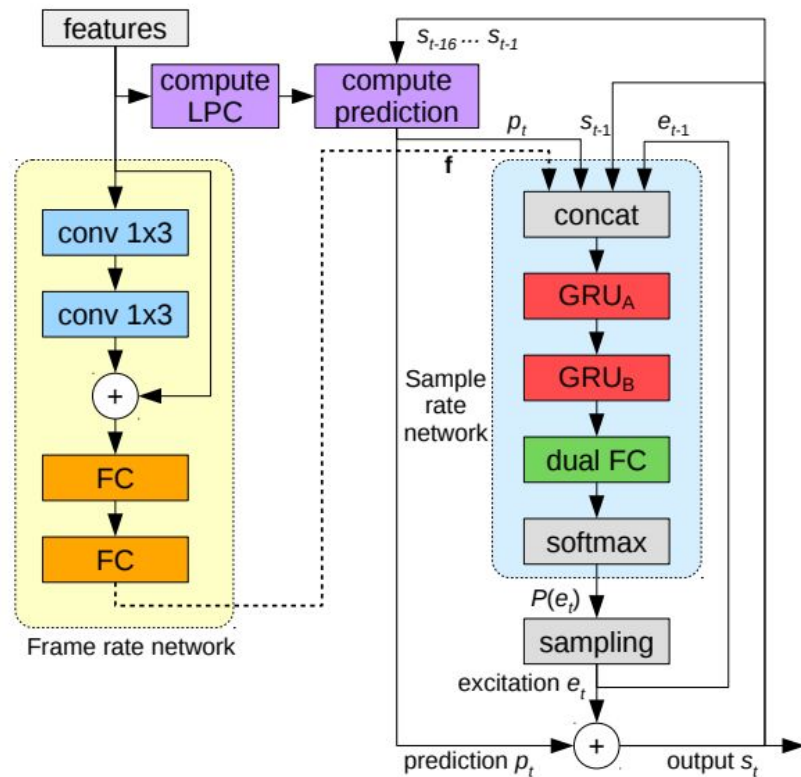 features
compute
LPC
compute
prediction
s_{t-16} ... s_{t-1}
p_t
s_{t-1}
e_{t-1}
f
conv 1x3
conv 1x3
+
FC
FC
Frame rate network
concat
GRU_A
GRU_B
dual FC
softmax
Sample
rate
network
P(e_t)
sampling
excitation e_t
+
prediction p_t
output s_t